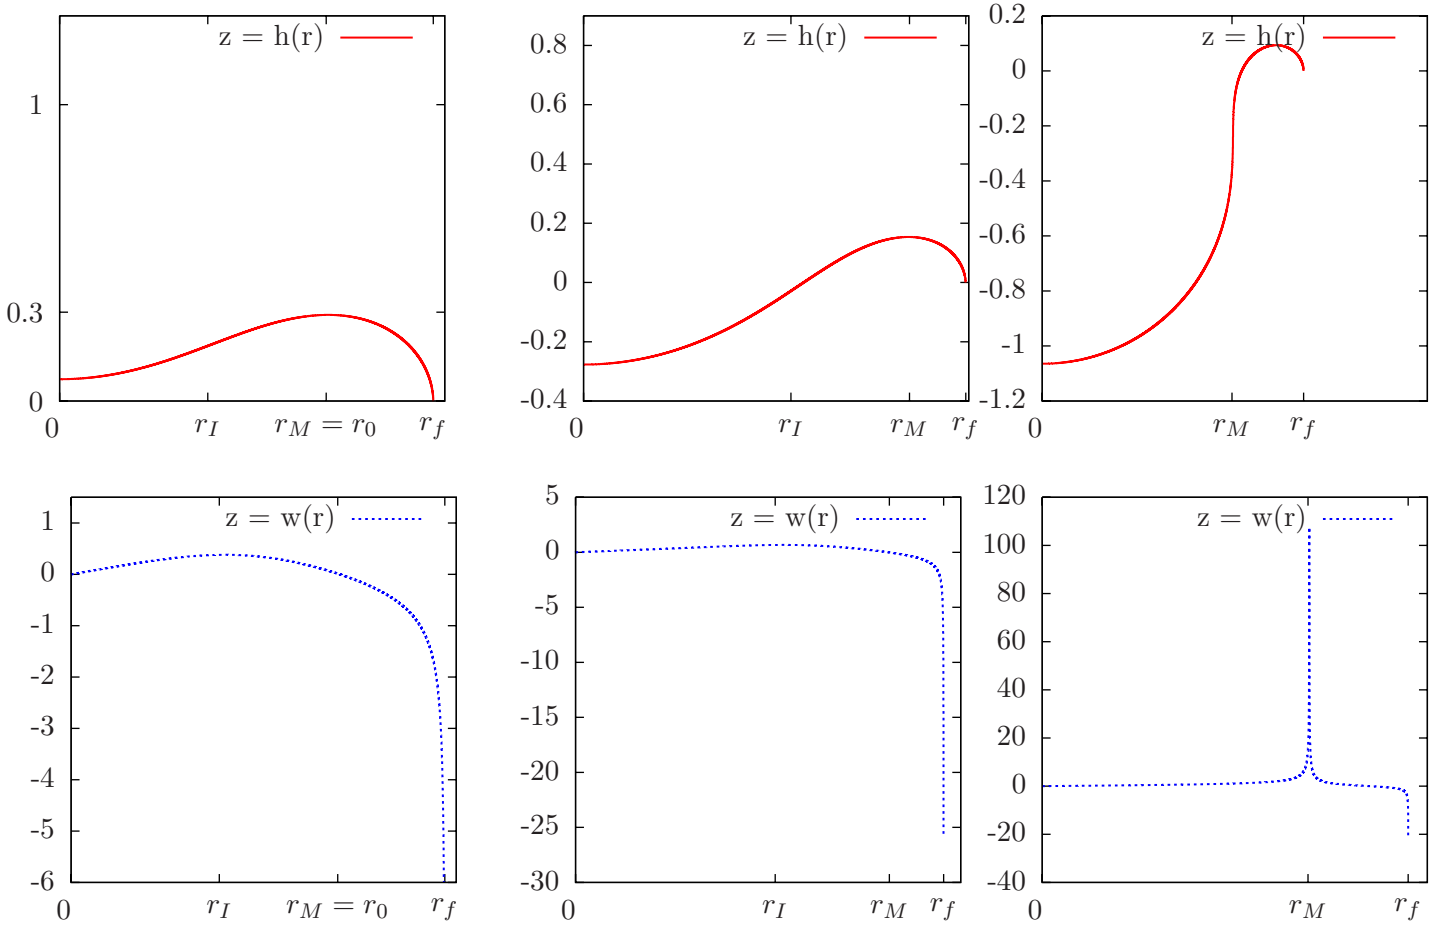 z = h(r)
1
0.3
0
0
r_I
r_M = r_0
r_f
z = h(r)
0.8
0.6
0.4
0.2
0
-0.2
-0.4
0
r_I
r_M
r_f
0.2
z = h(r)
0
-0.2
-0.4
-0.6
-0.8
-1
-1.2
0
r_M
r_f
z = w(r)
1
0
-1
-2
-3
-4
-5
-6
0
r_I
r_M = r_0
r_f
5
z = w(r)
0
-5
-10
-15
-20
-25
-30
0
r_I
r_M
r_f
120
z = w(r)
100
80
60
40
20
0
-20
-40
0
r_M
r_f